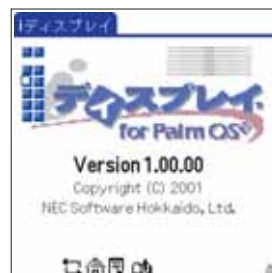 iディスプレイ
ディスプレイ
for Palm OS
Version 1.00.00
Copyright (C) 2001
NEC Software Hokkaido, Ltd.